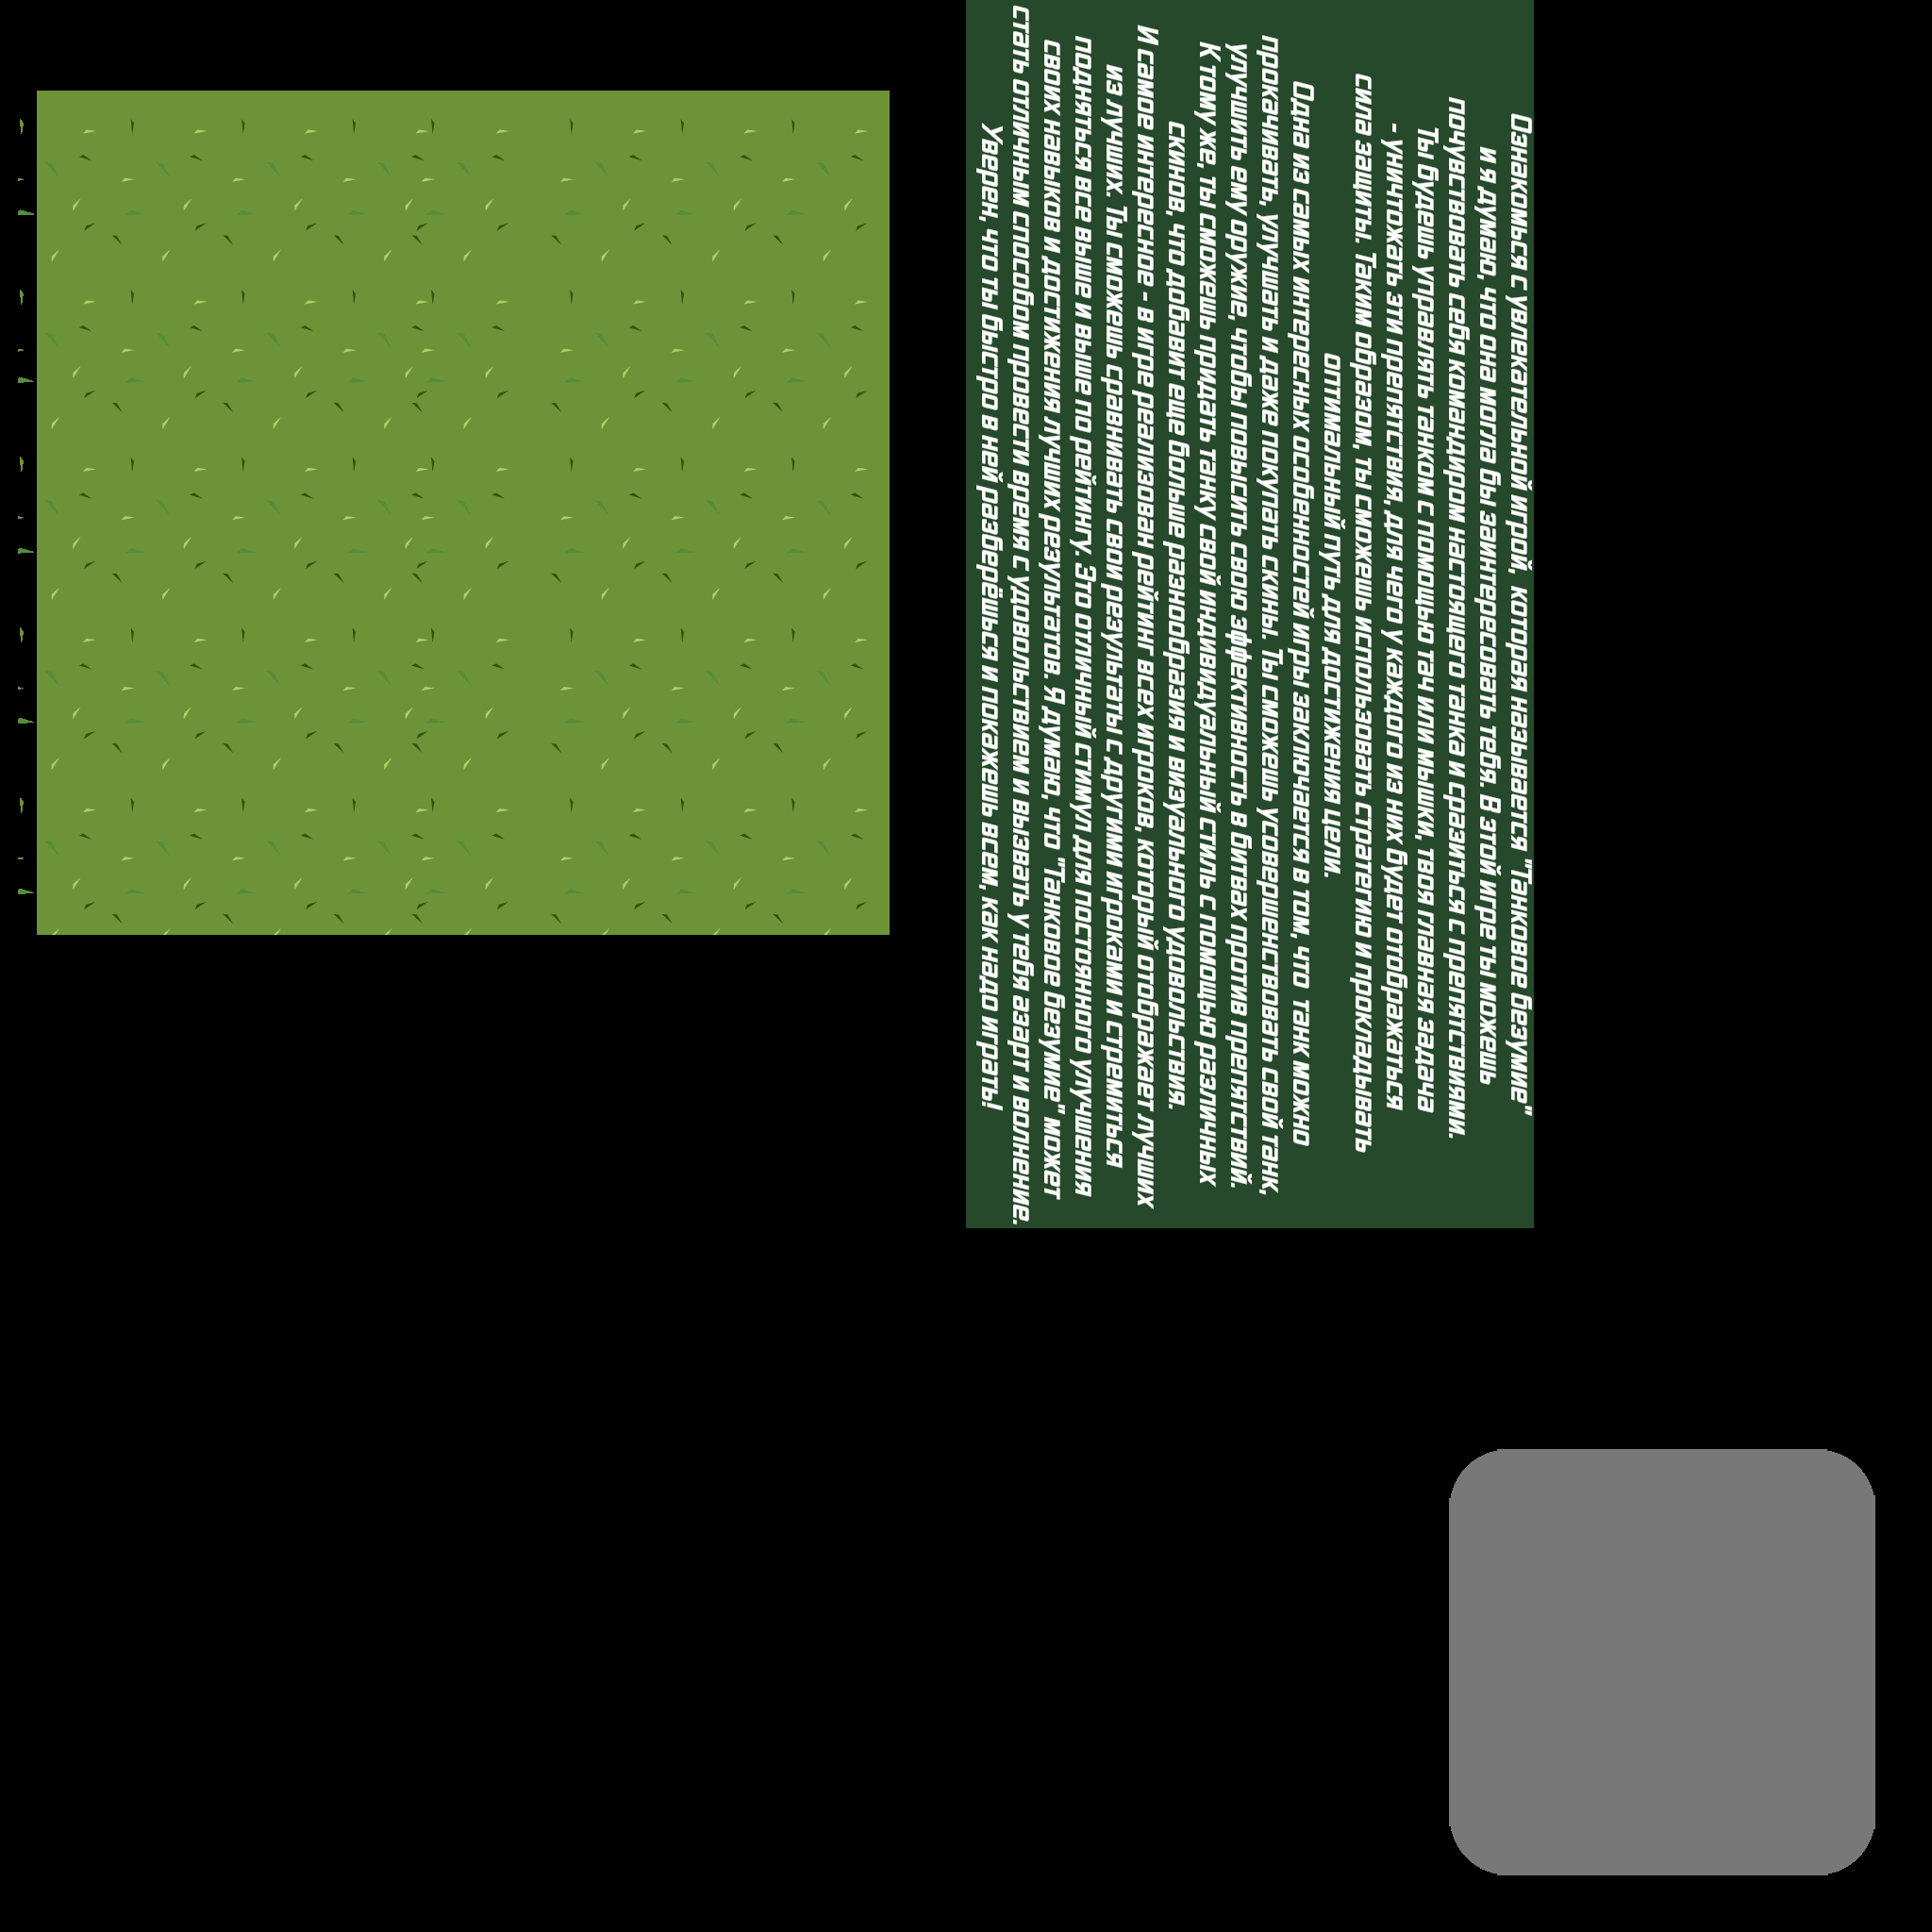 Ознакомься с увлекательной игрой, которая называется "Танковое безумие"
и я думаю, что она могла бы заинтересовать тебя. В этой игре ты можешь
почувствовать себя командиром настоящего танка и сразиться с препятствиями.
Ты будешь управлять танком с помощью тач или мышки, твоя главная задача
- уничтожать эти препятствия, для чего у каждого из них будет отображаться
сила защиты. Таким образом, ты сможешь использовать стратегию и прокладывать
оптимальный путь для достижения цели.
Одна из самых интересных особенностей игры заключается в том, что танк можно
прокачивать, улучшать и даже покупать скины. Ты сможешь усовершенствовать свой танк,
улучшить ему оружие, чтобы повысить свою эффективность в битвах против препятствий.
К тому же, ты сможешь придать танку свой индивидуальный стиль с помощью различных
скинов, что добавит еще больше разнообразия и визуального удовольствия.
И самое интересное - в игре реализован рейтинг всех игроков, который отображает лучших
из лучших. Ты сможешь сравнивать свои результаты с другими игроками и стремиться
подняться все выше и выше по рейтингу. Это отличный стимул для постоянного улучшения
своих навыков и достижения лучших результатов. Я думаю, что "Танковое безумие" может
стать отличным способом провести время с удовольствием и вызвать у тебя азарт и волнение.
Уверен, что ты быстро в ней разберёшься и покажешь всем, как надо играть!